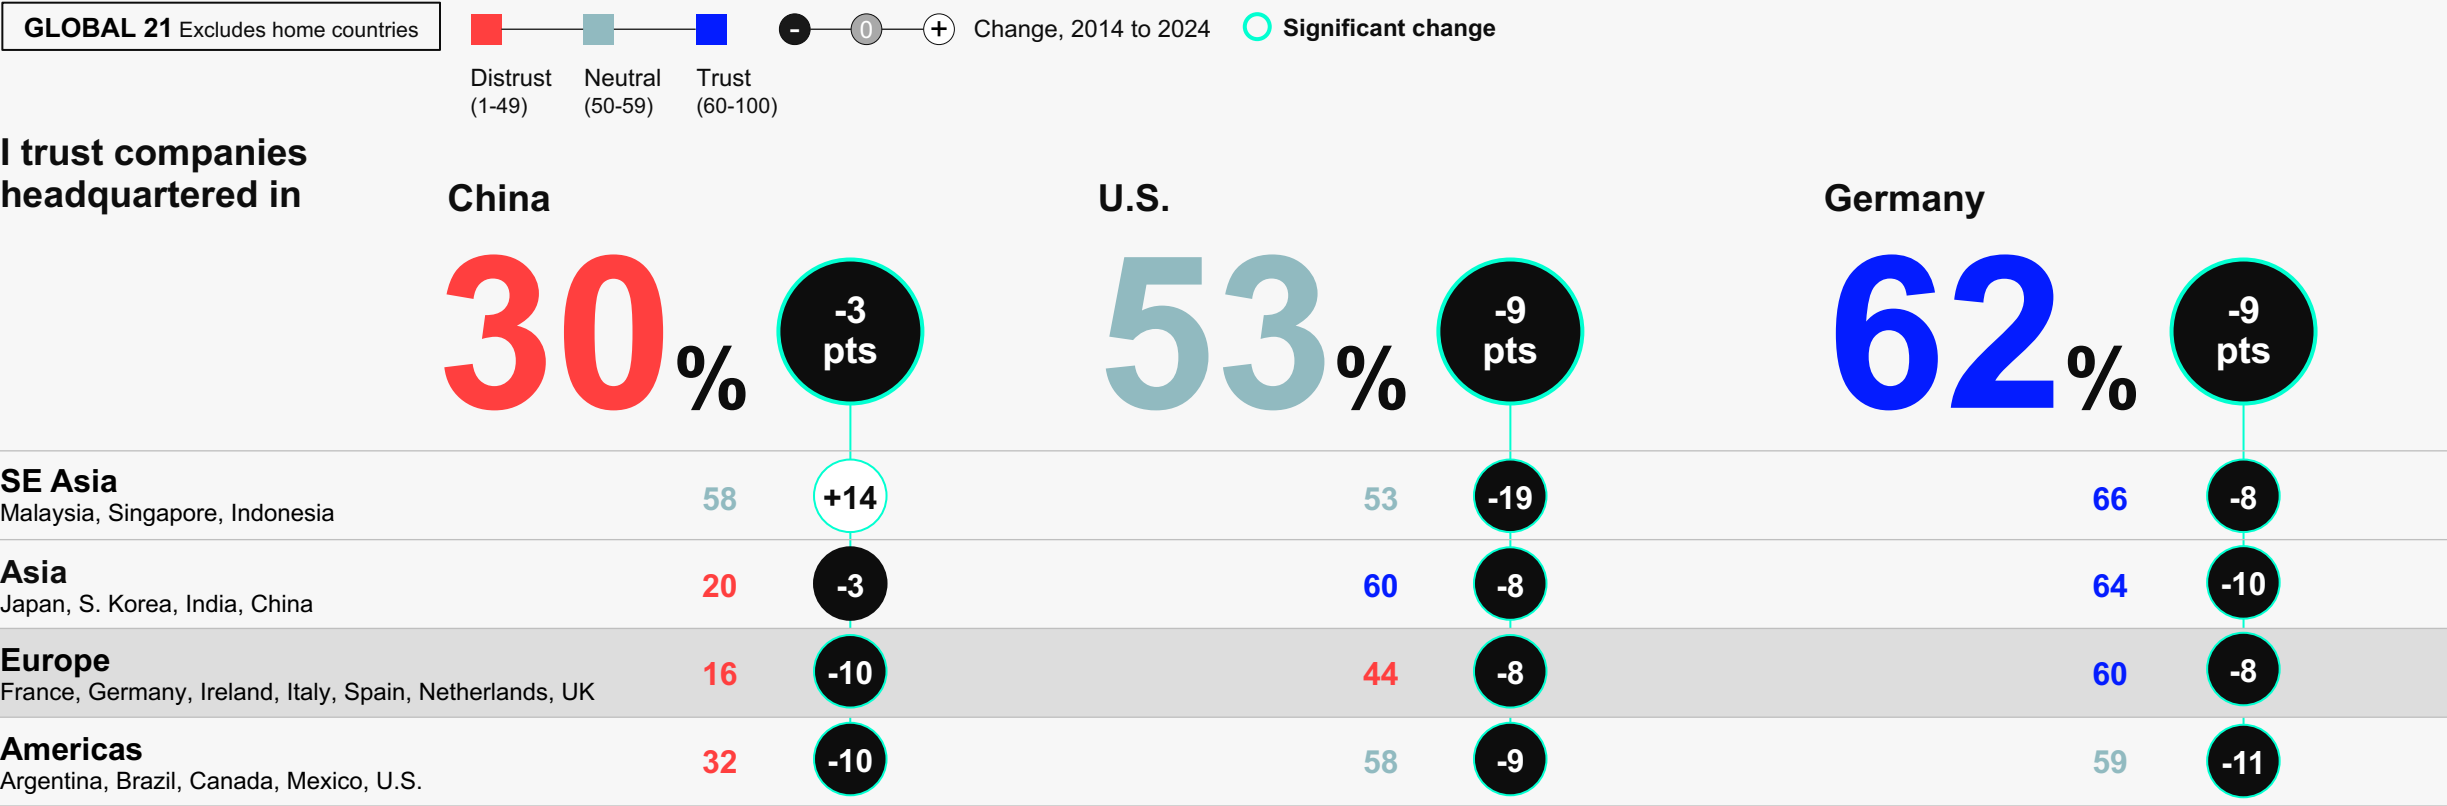 GLOBAL 21 Excludes home countries
- 0 + Change, 2014 to 2024 Significant change
Distrust Neutral Trust
(1-49) (50-59) (60-100)
I trust companies
headquartered in
China U.S. Germany
30% -3 pts 53% -9 pts 62% -9 pts
SE Asia
Malaysia, Singapore, Indonesia
58 +14 53 -19 66 -8
Asia
Japan, S. Korea, India, China
20 -3 60 -8 64 -10
Europe
France, Germany, Ireland, Italy, Spain, Netherlands, UK
16 -10 44 -8 60 -8
Americas
Argentina, Brazil, Canada, Mexico, U.S.
32 -10 58 -9 59 -11